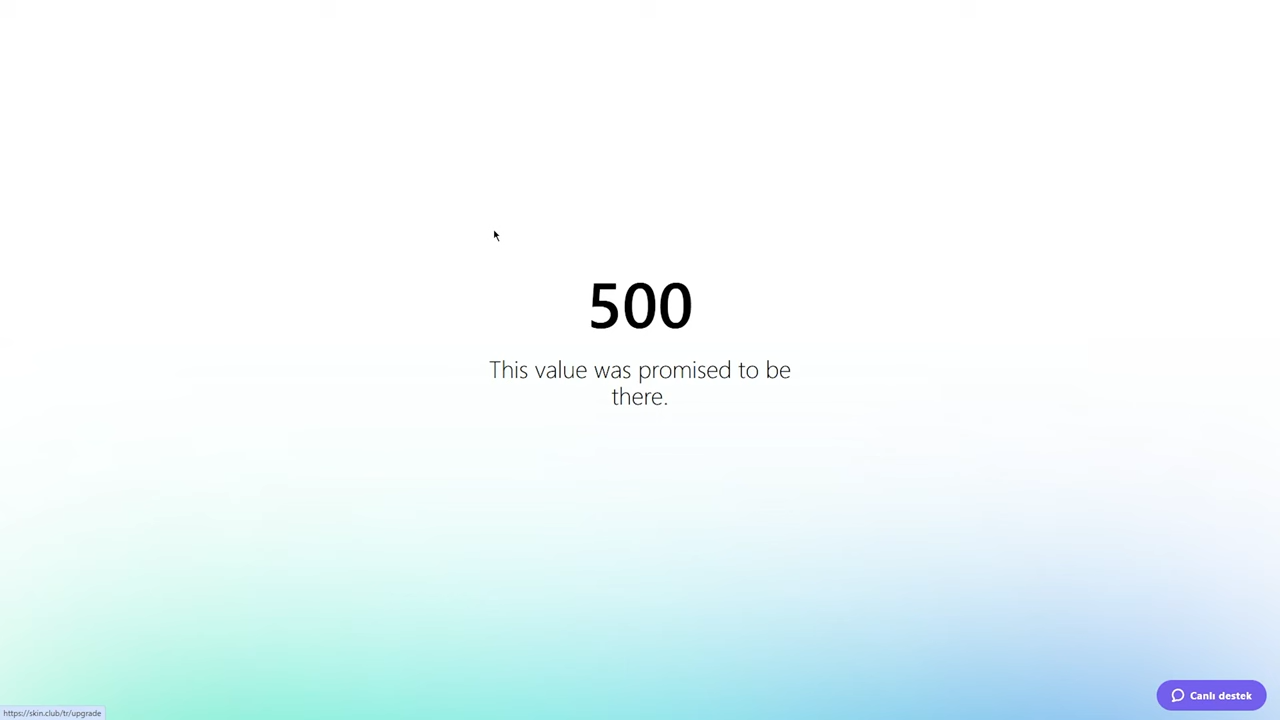 500
This value was promised to be
there.
Canlı destek
https://skin.club/tr/upgrade